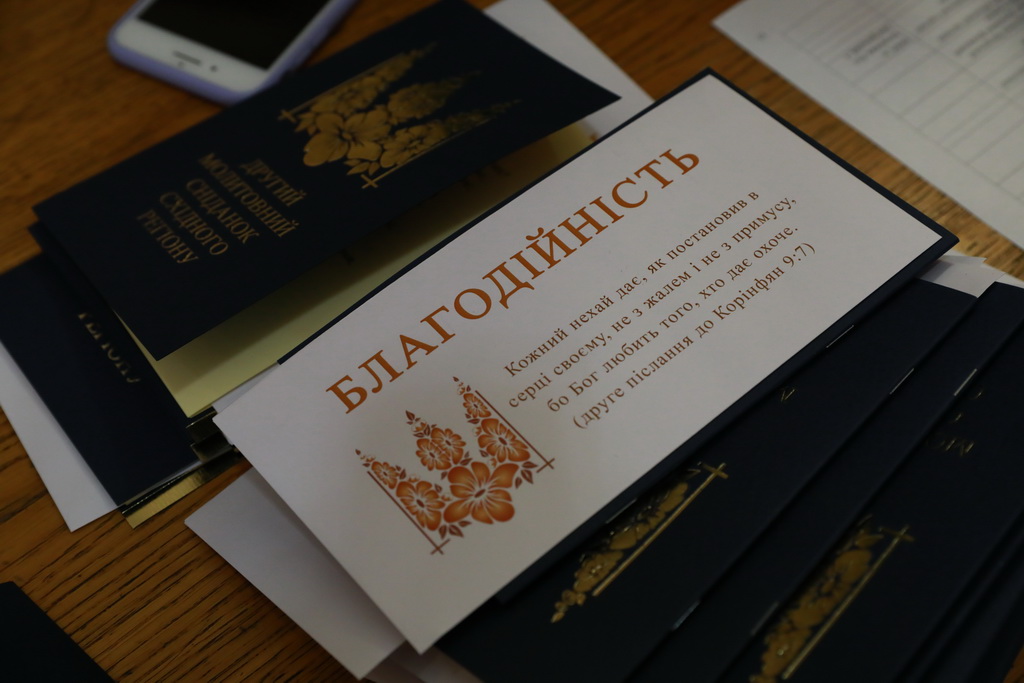 ДРУГИЙ
МОЛИТОВНИЙ
СНІДАНОК
СХІДНОГО
РЕГІОНУ
БЛАГОДІЙНІСТЬ
Кожний нехай дає, як постановив в
серці своєму, не з жалем і не з примусу,
бо Бог любить того, хто дає охоче.
(друге післання до Корінфян 9:7)